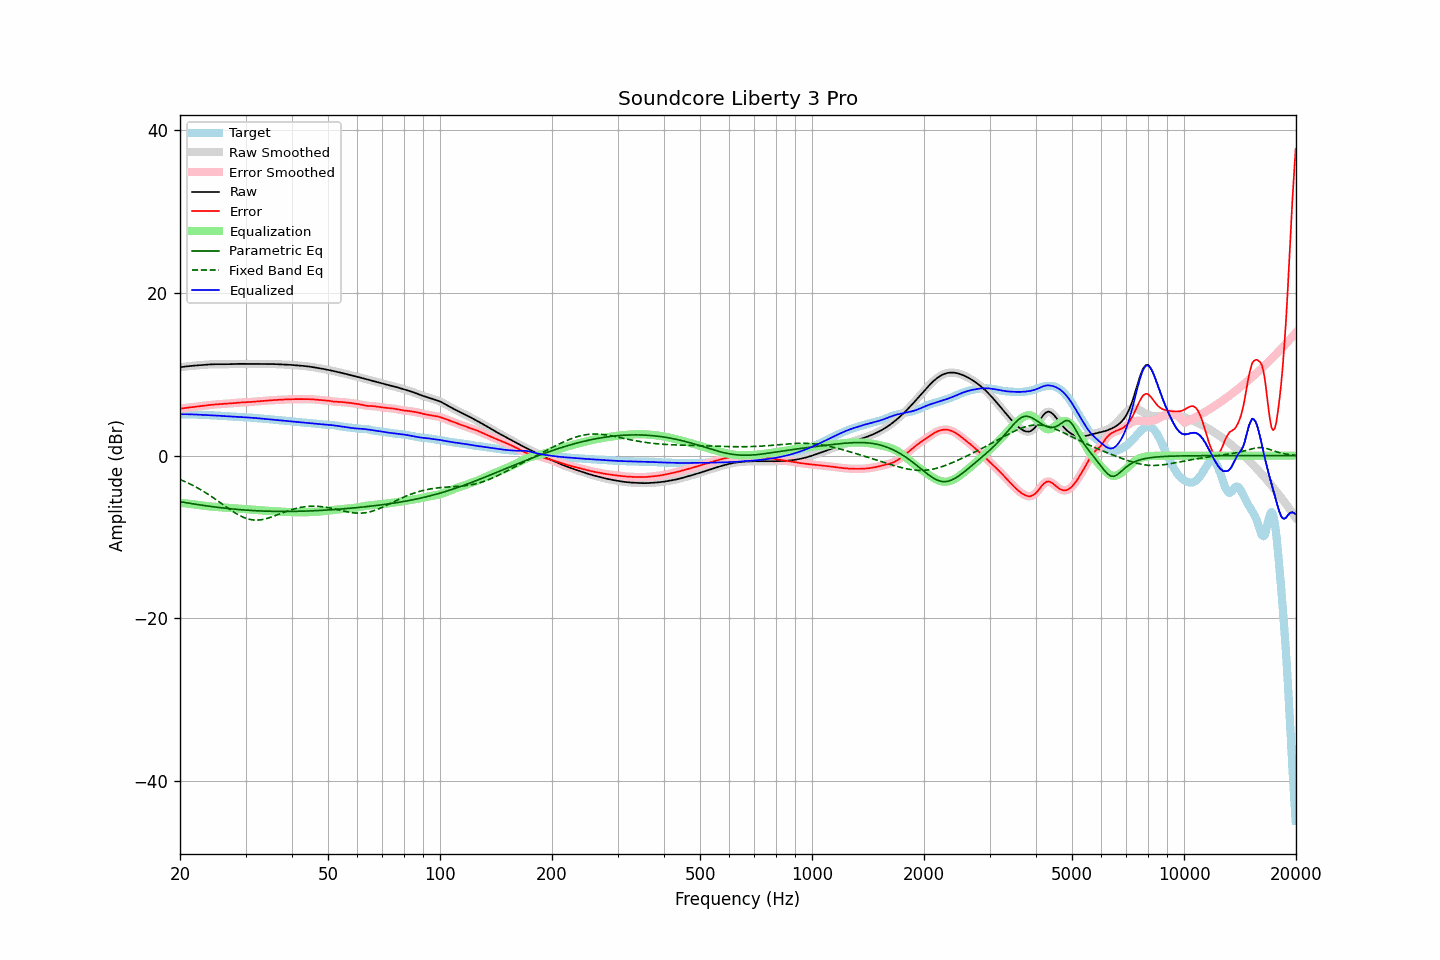 Soundcore Liberty 3 Pro
Target
Raw Smoothed
Error Smoothed
Raw
Error
Equalization
Parametric Eq
Fixed Band Eq
Equalized
40
20
0
−20
−40
Amplitude (dBr)
20
50
100
200
500
1000
2000
5000
10000
20000
Frequency (Hz)